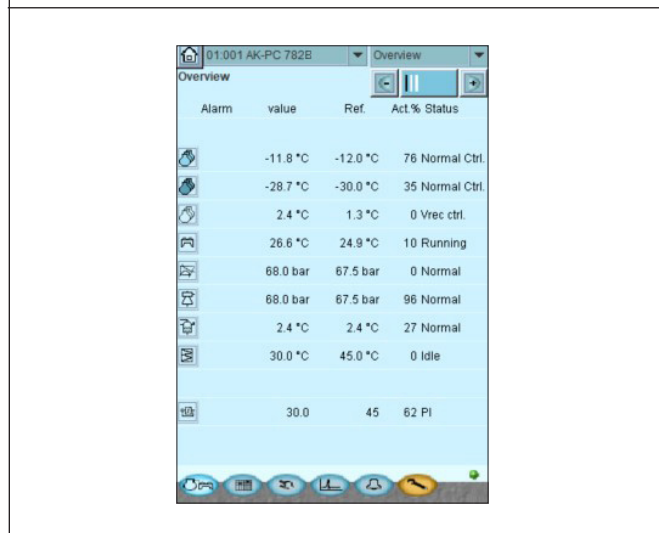 01:001 AK-PC 782B Overview
Overview
Alarm value Ref. Act.% Status
-11.8 °C -12.0 °C 76 Normal Ctrl.
-28.7 °C -30.0 °C 35 Normal Ctrl.
2.4 °C 1.3 °C 0 Vrec ctrl.
26.6 °C 24.9 °C 10 Running
68.0 bar 67.5 bar 0 Normal
68.0 bar 67.5 bar 96 Normal
2.4 °C 2.4 °C 27 Normal
30.0 °C 45.0 °C 0 Idle
30.0 45 62 PI